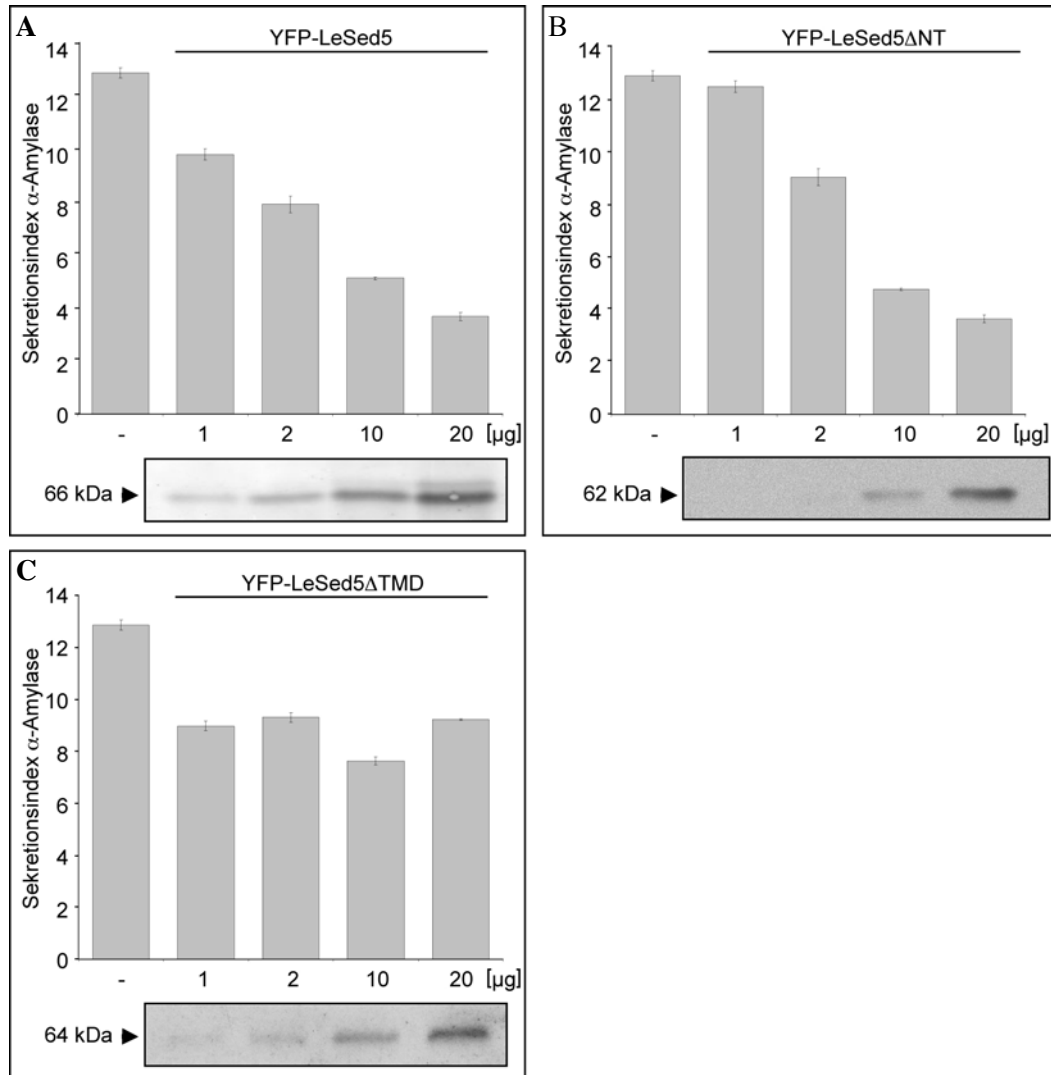 A
YFP-LeSed5
Sekretionsindex α-Amylase
14
12
10
8
6
4
2
0
- 1 2 10 20 [µg]
66 kDa
B
YFP-LeSed5ΔNT
Sekretionsindex α-Amylase
14
12
10
8
6
4
2
0
- 1 2 10 20 [µg]
62 kDa
C
YFP-LeSed5ΔTMD
Sekretionsindex α-Amylase
14
12
10
8
6
4
2
0
- 1 2 10 20 [µg]
64 kDa